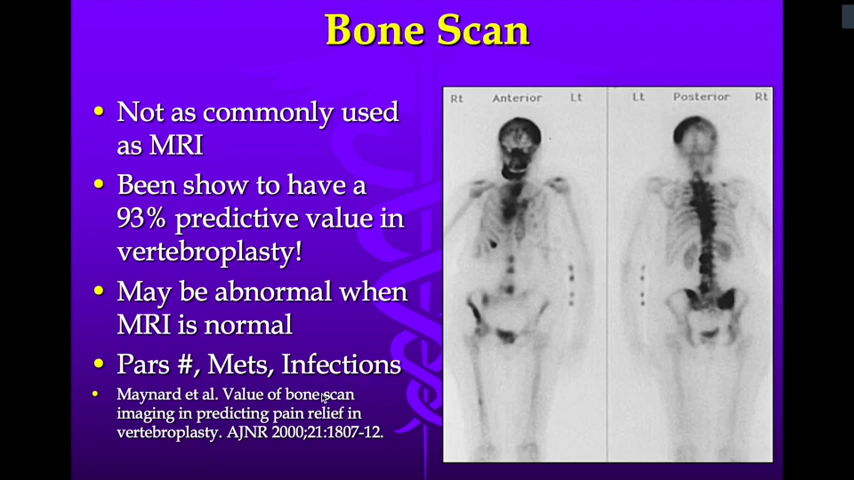 Bone Scan
• Not as commonly used
as MRI
• Been show to have a
93% predictive value in
vertebroplasty!
• May be abnormal when
MRI is normal
• Pars #, Mets, Infections
• Maynard et al. Value of bone scan
imaging in predicting pain relief in
vertebroplasty. AJNR 2000;21:1807-12.
Rt Anterior Lt
Lt Posterior Rt